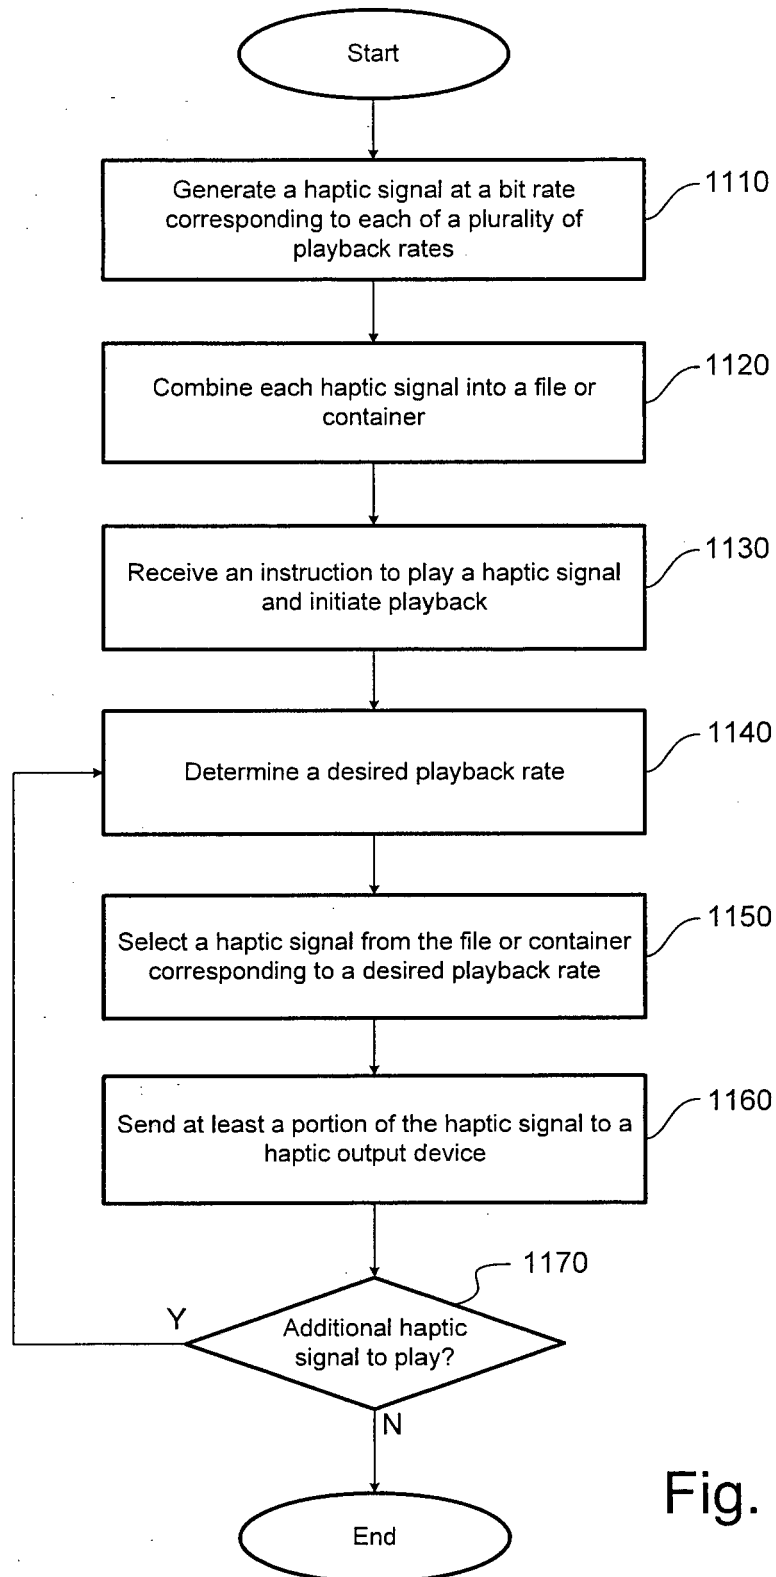 Start
Generate a haptic signal at a bit rate
corresponding to each of a plurality of
playback rates
1110
Combine each haptic signal into a file or
container
1120
Receive an instruction to play a haptic signal
and initiate playback
1130
Determine a desired playback rate
1140
Select a haptic signal from the file or container
corresponding to a desired playback rate
1150
Send at least a portion of the haptic signal to a
haptic output device
1160
Additional haptic
signal to play?
1170
Y
N
End
Fig.